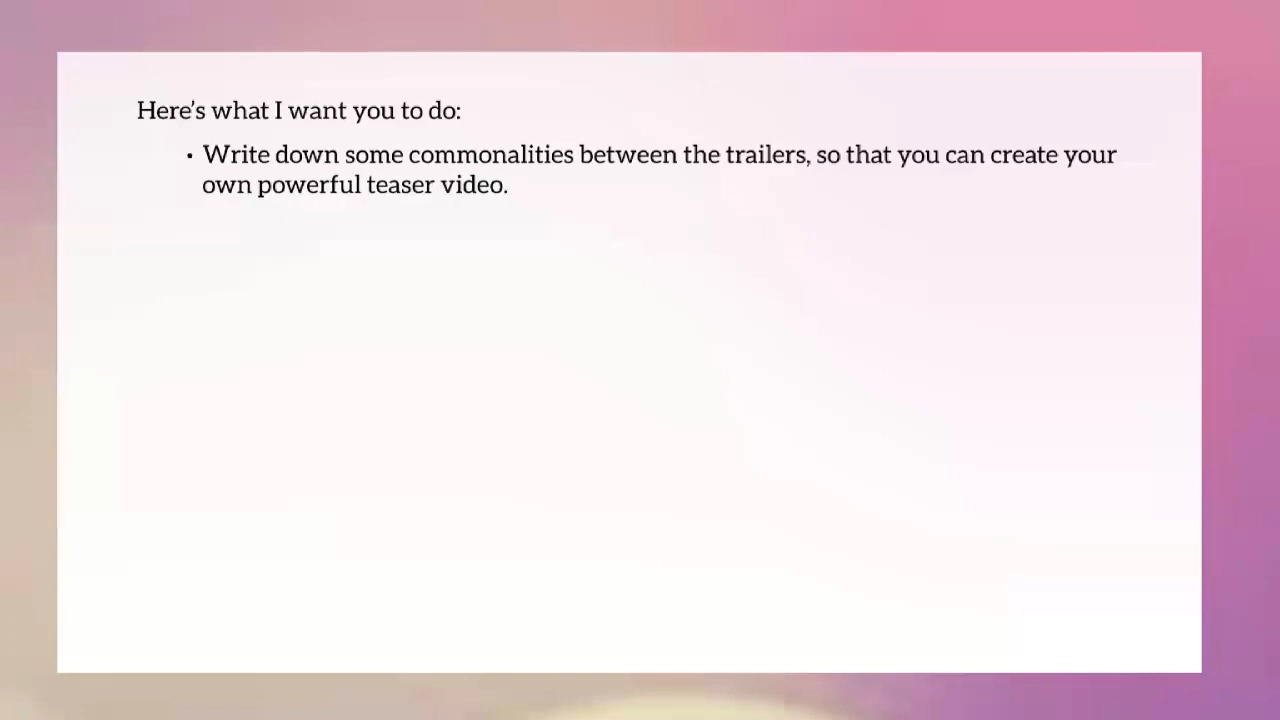 Here’s what I want you to do:
• Write down some commonalities between the trailers, so that you can create your
own powerful teaser video.